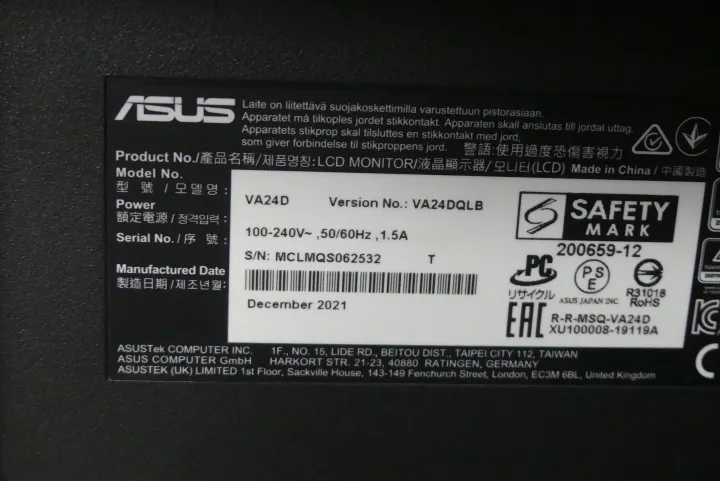 ASUS
Laite on liitettävä suojakoskettimilla varustettuun pistorasiaan.
Apparatet må tilkoples jordet stikkontakt. Apparaten skall anslutas till jordat uttag.
Apparatets stikprop skal tilsluttes en stikkontakt med jord,
som giver forbindelse til stikproppens jord.
警語:使用過度恐傷害視力
Product No./產品名稱/제품명칭:LCD MONITOR/液晶顯示器/모니터(LCD) Made in China / 中國製造
Model No.
型 號 / 모델명 :
VA24D Version No.: VA24DQLB
Power
額定電源 / 정격입력 :
100-240V~ ,50/60Hz ,1.5A
Serial No./ 序 號 :
S/N: MCLMQS062532 T
Manufactured Date
製造日期 / 제조년월:
December 2021
SAFETY
MARK
200659-12
PC
リサイクル
PSE
ASUS JAPAN INC.
R31018
RoHS
EAC
R-R-MSQ-VA24D
XU100008-19119A
ASUSTek COMPUTER INC. 1F., NO. 15, LIDE RD., BEITOU DIST., TAIPEI CITY 112, TAIWAN
ASUS COMPUTER GmbH HARKORT STR. 21-23, 40880 RATINGEN, GERMANY
ASUSTEK (UK) LIMITED 1st Floor, Sackville House, 143-149 Fenchurch Street, London, EC3M 6BL, United Kingdom